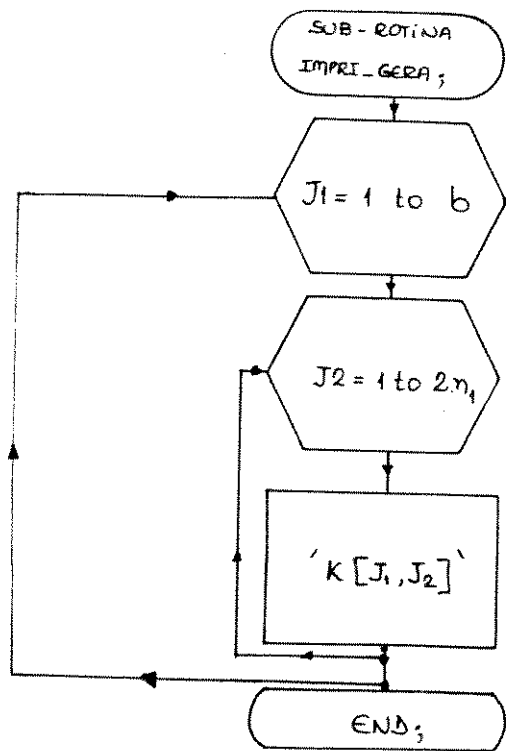 SUB-ROTINA
IMPRI_GERA;
J1 = 1 to b
J2 = 1 to 2.n₁
'K[J₁,J₂]'
END;